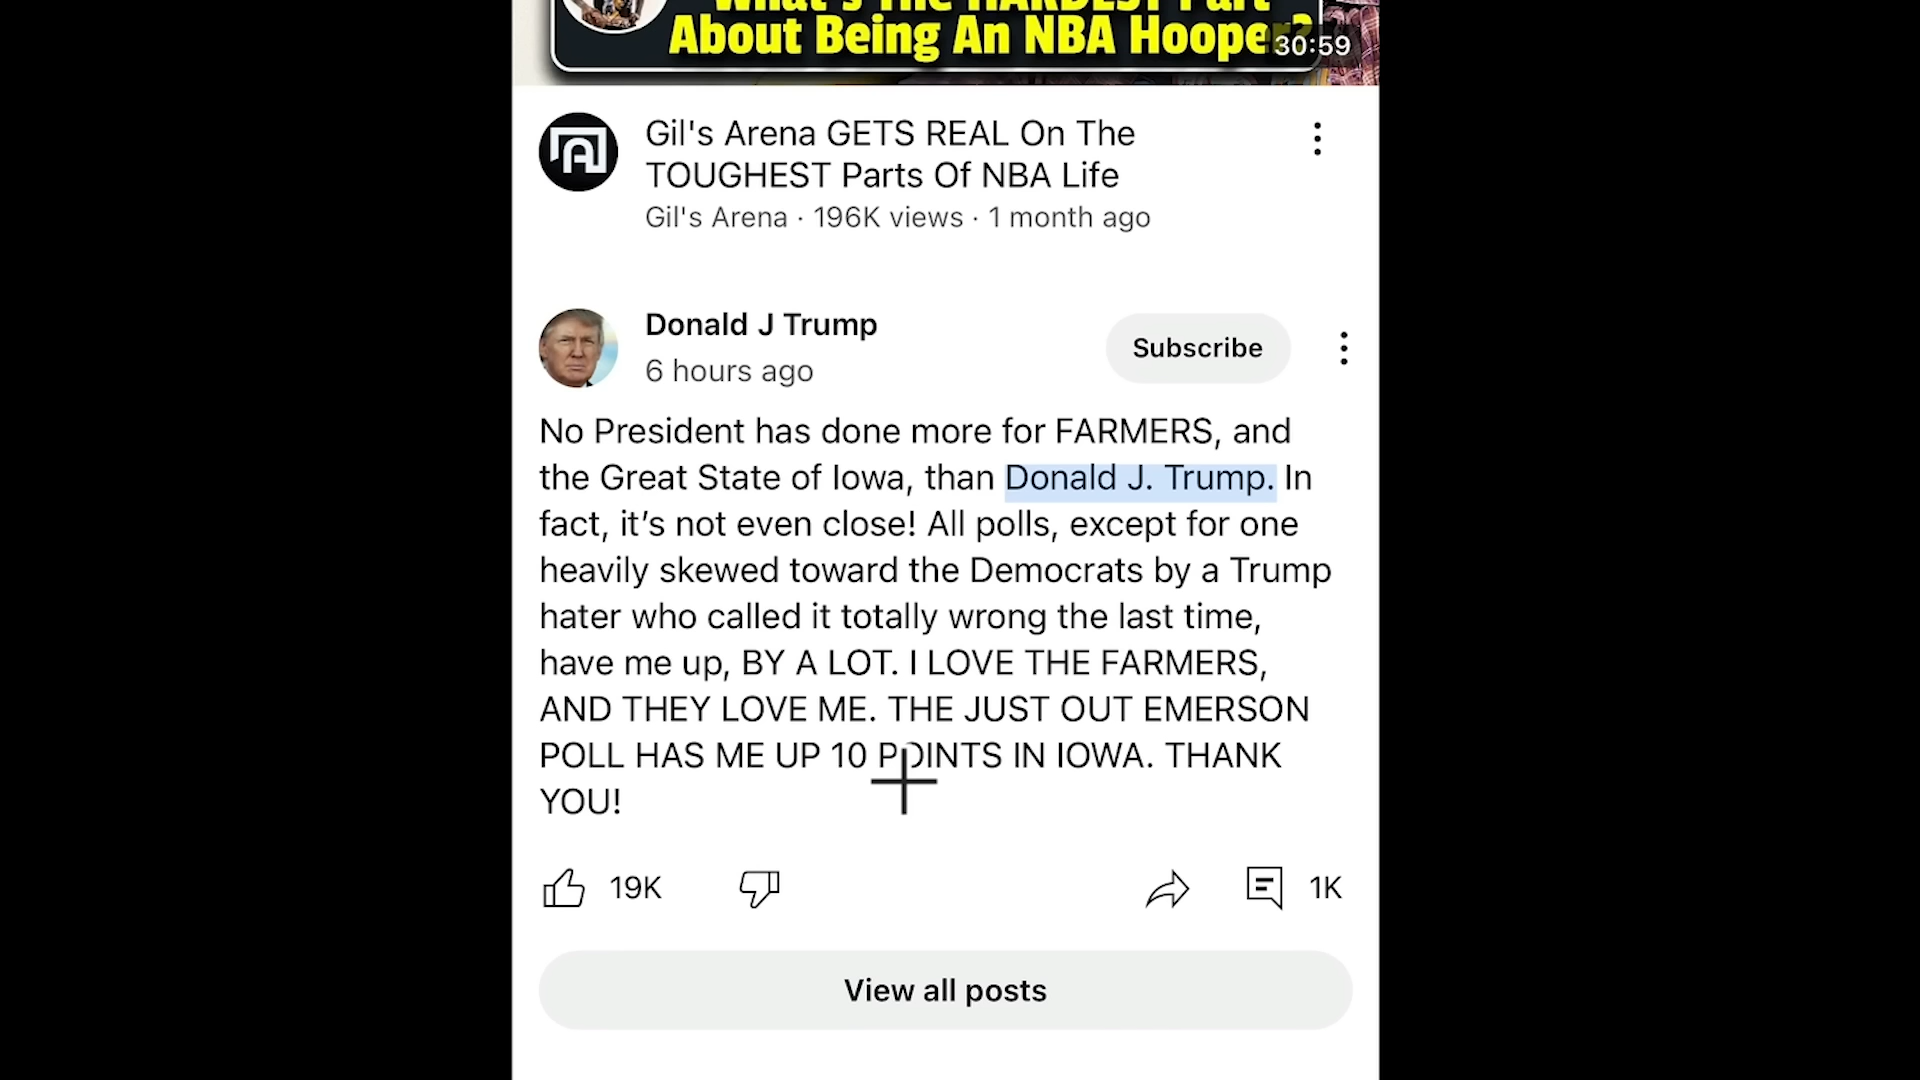 What's The HARDEST Part
About Being An NBA Hooper?
30:59
Gil's Arena GETS REAL On The
TOUGHEST Parts Of NBA Life
Gil's Arena · 196K views · 1 month ago
Donald J Trump
6 hours ago
Subscribe
No President has done more for FARMERS, and
the Great State of Iowa, than Donald J. Trump. In
fact, it’s not even close! All polls, except for one
heavily skewed toward the Democrats by a Trump
hater who called it totally wrong the last time,
have me up, BY A LOT. I LOVE THE FARMERS,
AND THEY LOVE ME. THE JUST OUT EMERSON
POLL HAS ME UP 10 POINTS IN IOWA. THANK
YOU!
19K
1K
View all posts